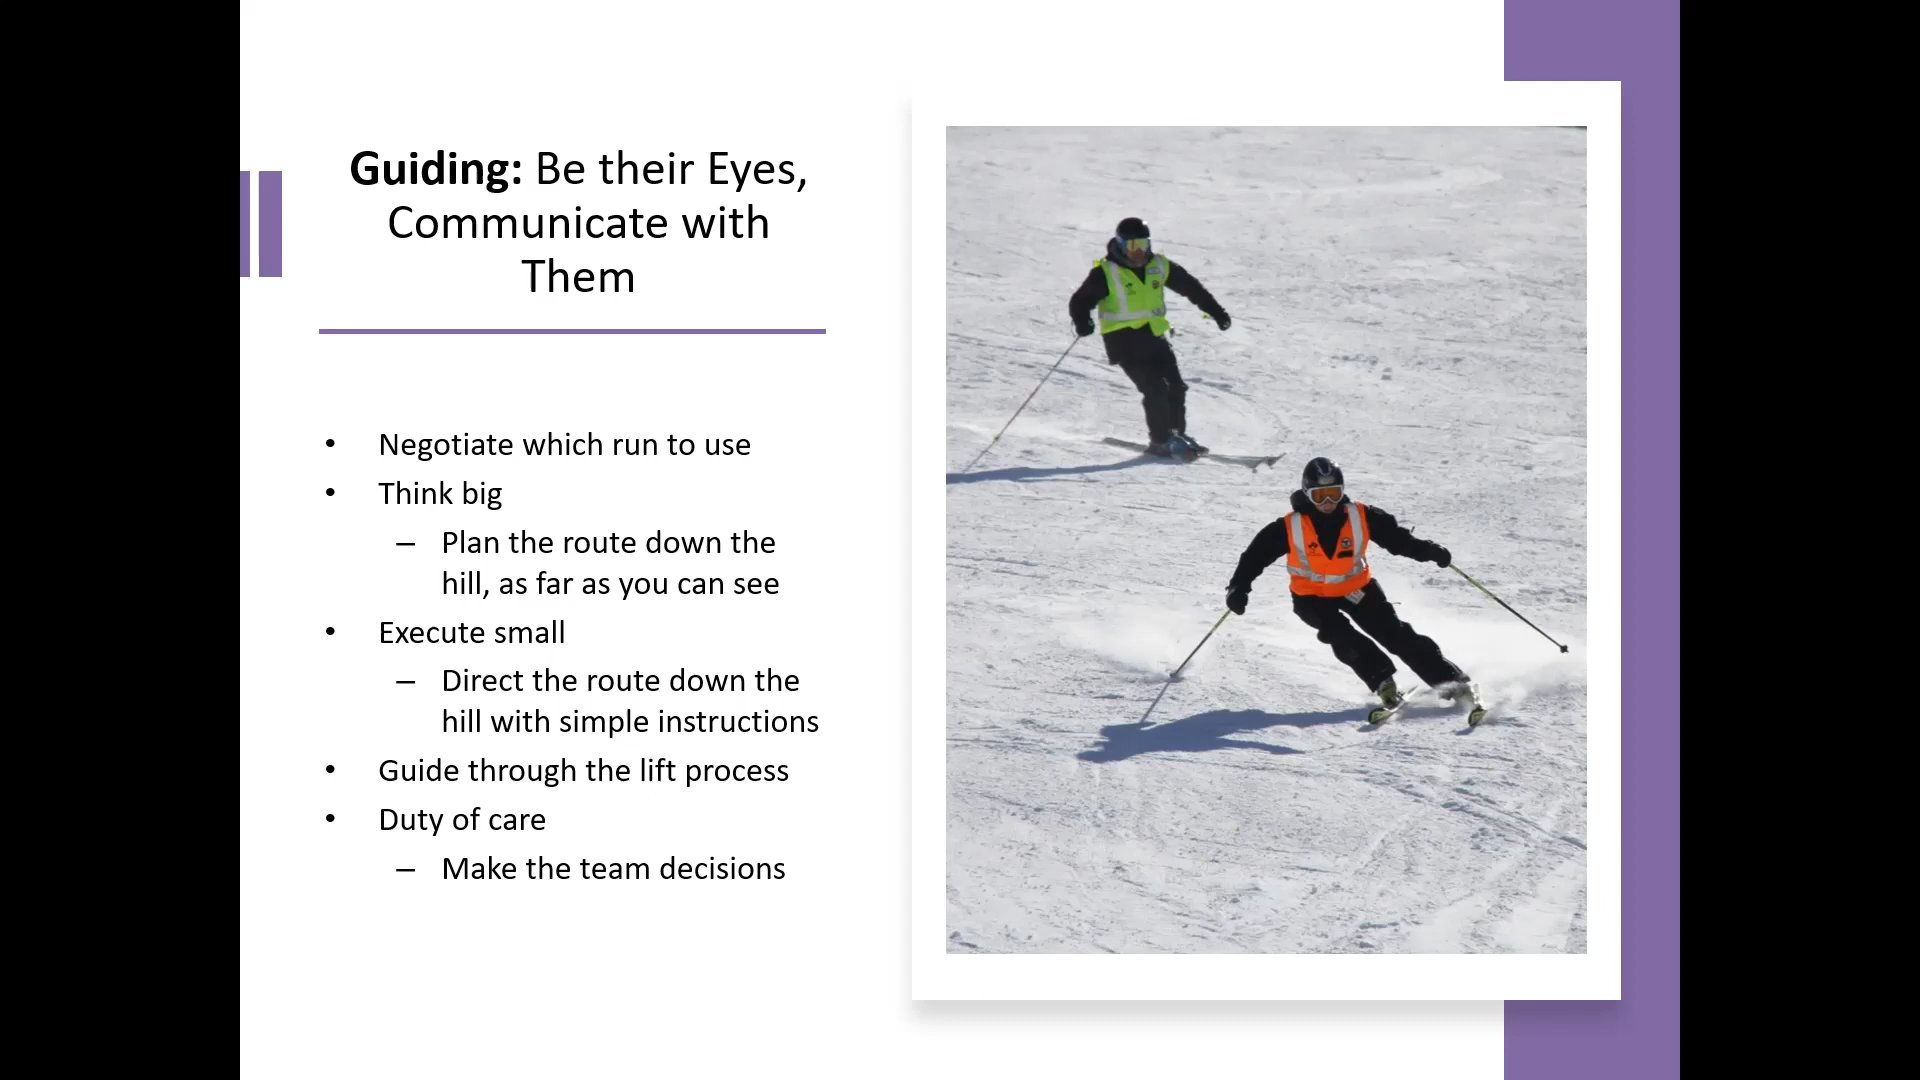 Guiding: Be their Eyes,
Communicate with
Them
• Negotiate which run to use
• Think big
– Plan the route down the
hill, as far as you can see
• Execute small
– Direct the route down the
hill with simple instructions
• Guide through the lift process
• Duty of care
– Make the team decisions